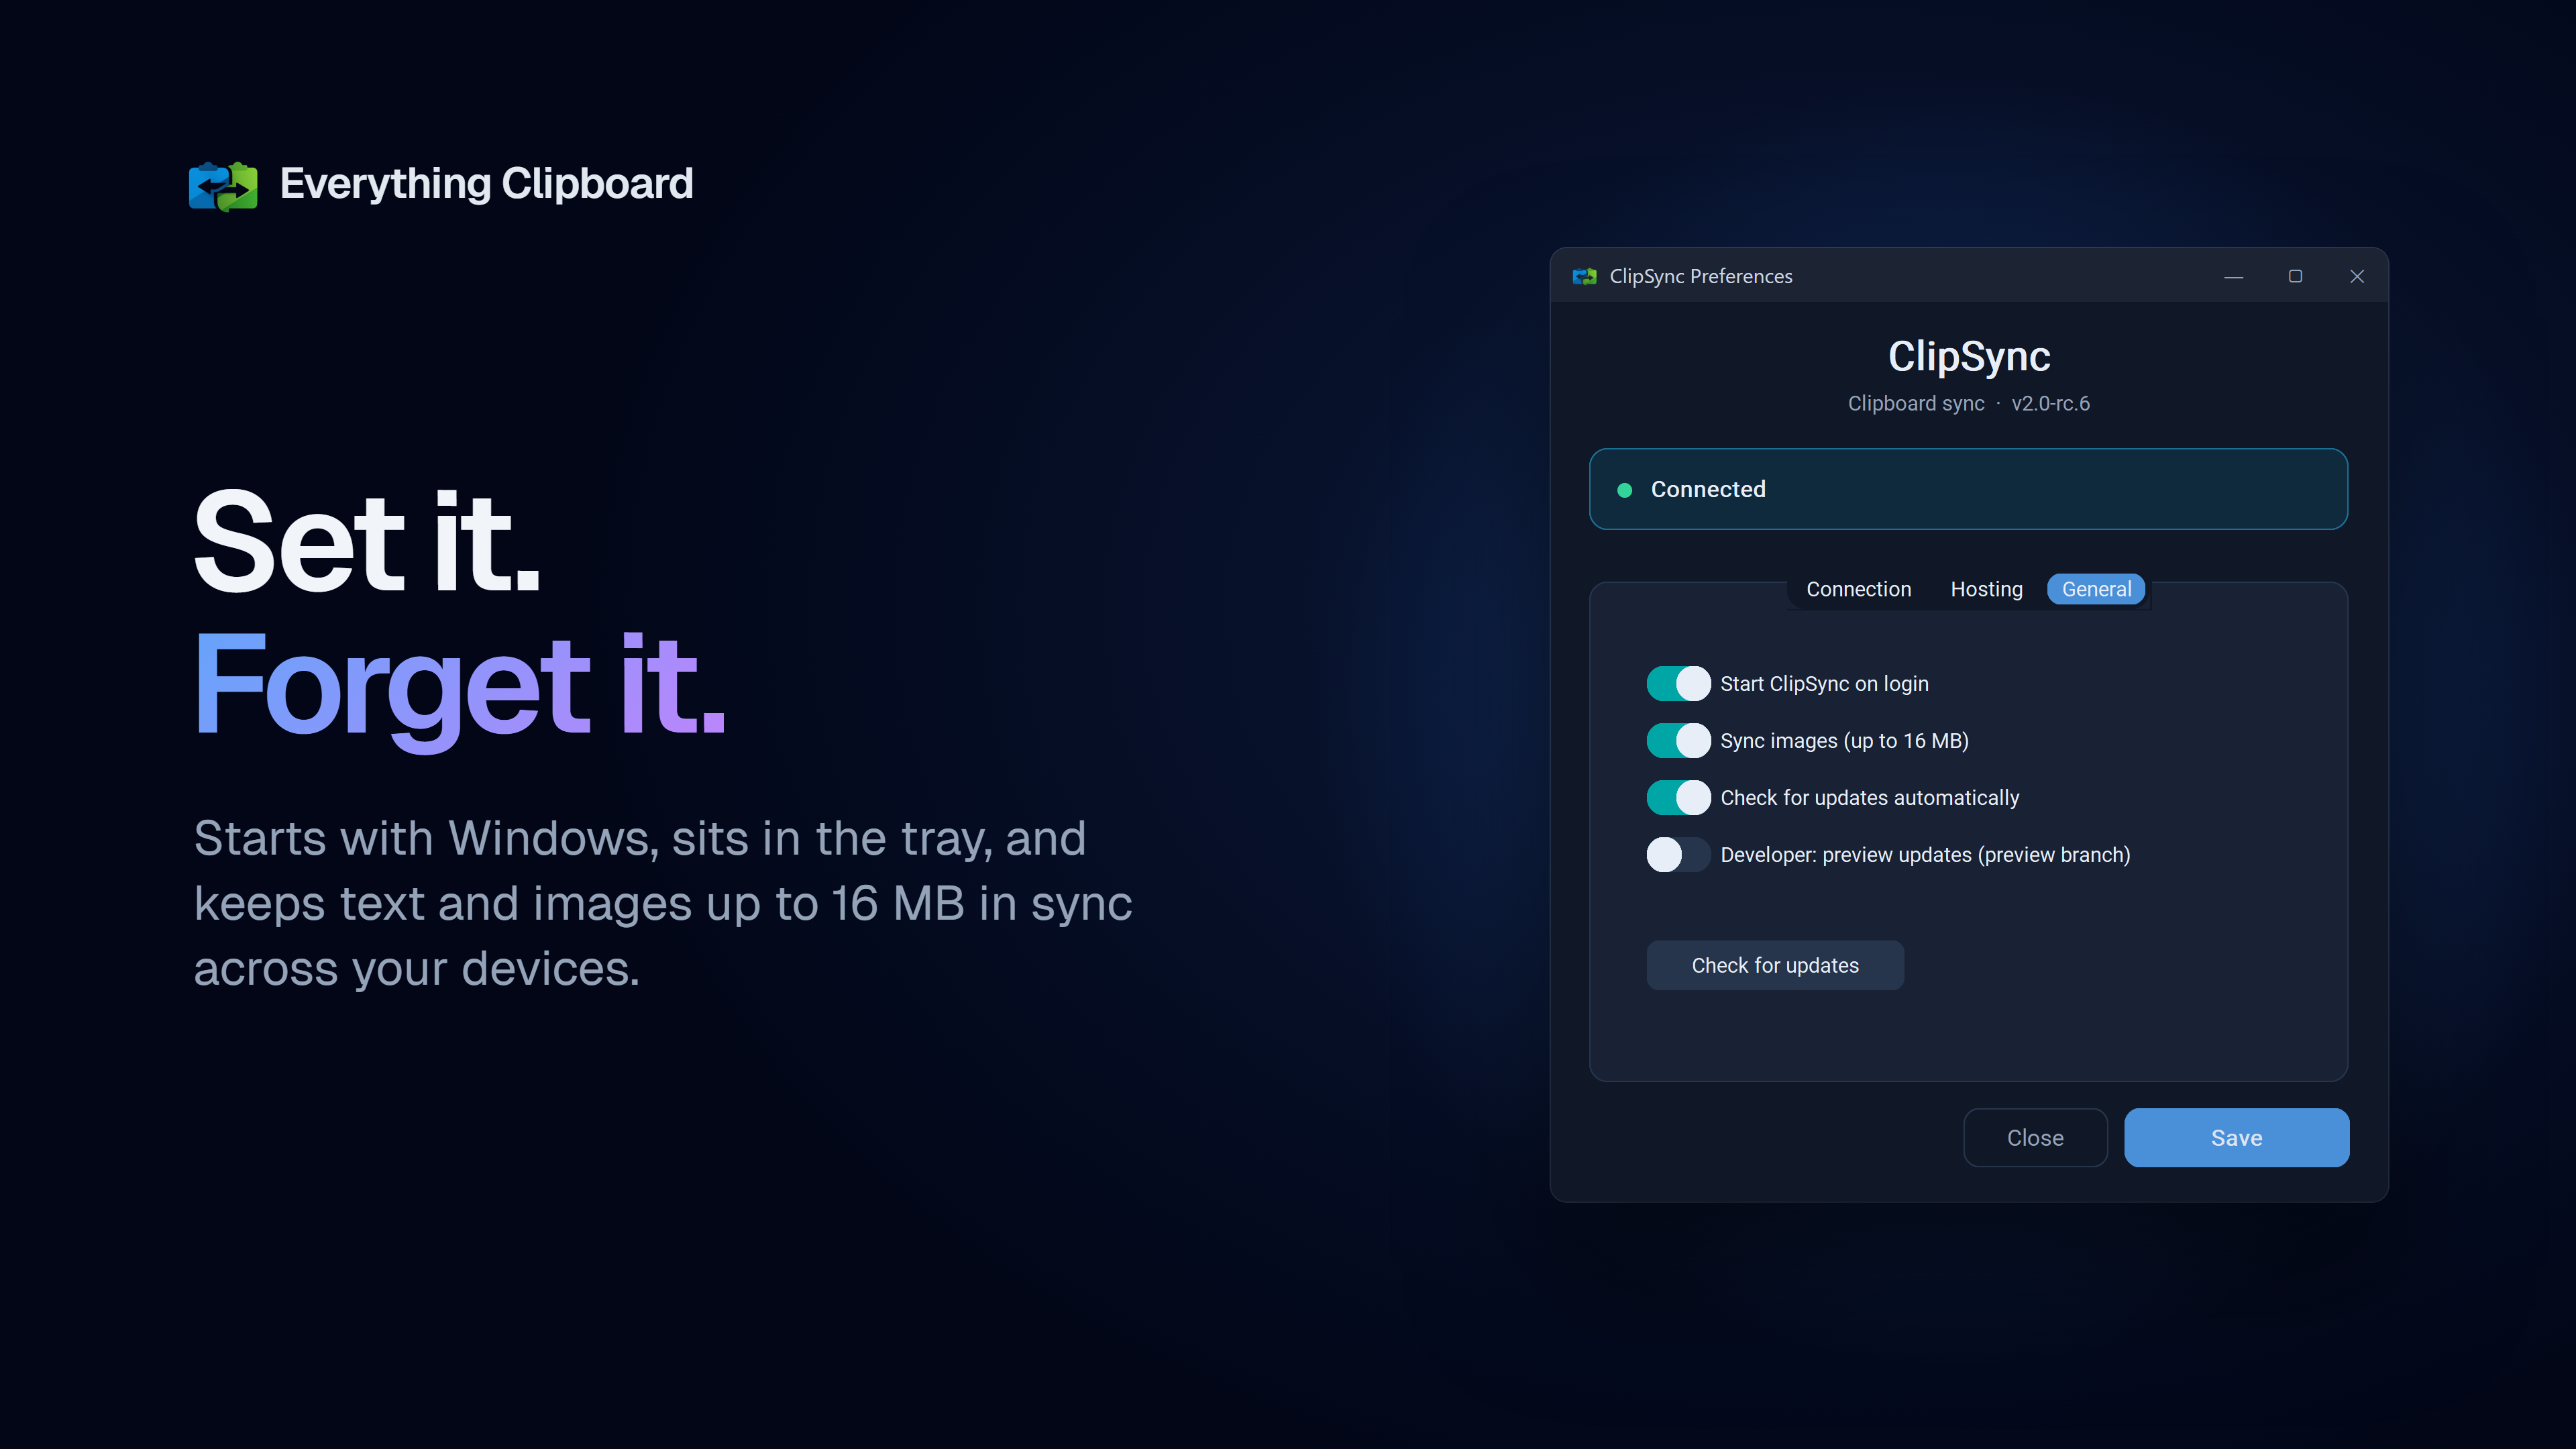 Everything Clipboard
Set it.
Forget it.
Starts with Windows, sits in the tray, and
keeps text and images up to 16 MB in sync
across your devices.
ClipSync Preferences
ClipSync
Clipboard sync · v2.0-rc.6
Connected
Connection Hosting General
Start ClipSync on login
Sync images (up to 16 MB)
Check for updates automatically
Developer: preview updates (preview branch)
Check for updates
Close Save